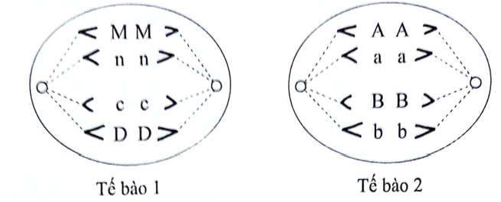 M M
n n
c c
D D
Tế bào 1
A A
a a
B B
b b
Tế bào 2